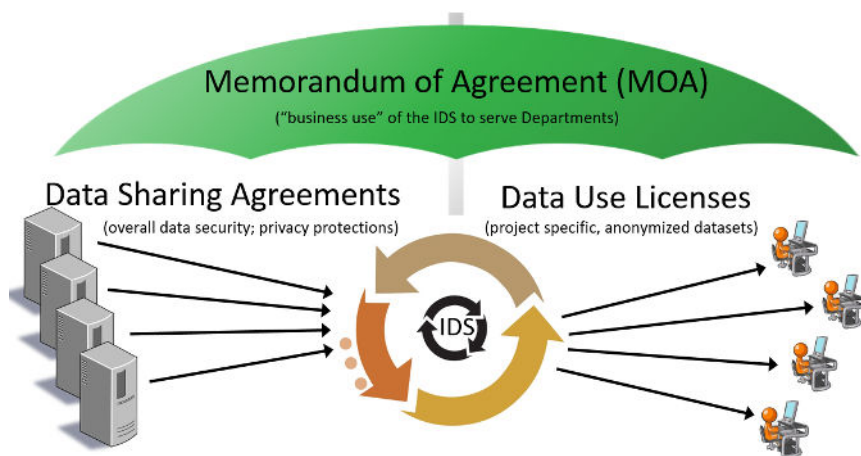 Memorandum of Agreement (MOA)
("business use" of the IDS to serve Departments)
Data Sharing Agreements
(overall data security; privacy protections)
Data Use Licenses
(project specific, anonymized datasets)
IDS